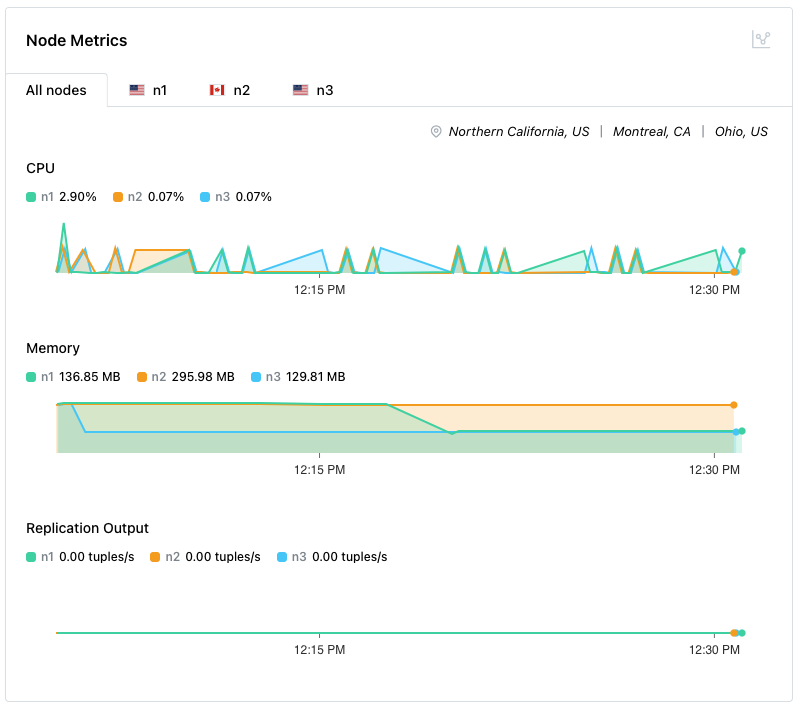 Node Metrics
All nodes n1 n2 n3
Northern California, US | Montreal, CA | Ohio, US
CPU
n1 2.90% n2 0.07% n3 0.07%
12:15 PM 12:30 PM
Memory
n1 136.85 MB n2 295.98 MB n3 129.81 MB
12:15 PM 12:30 PM
Replication Output
n1 0.00 tuples/s n2 0.00 tuples/s n3 0.00 tuples/s
12:15 PM 12:30 PM